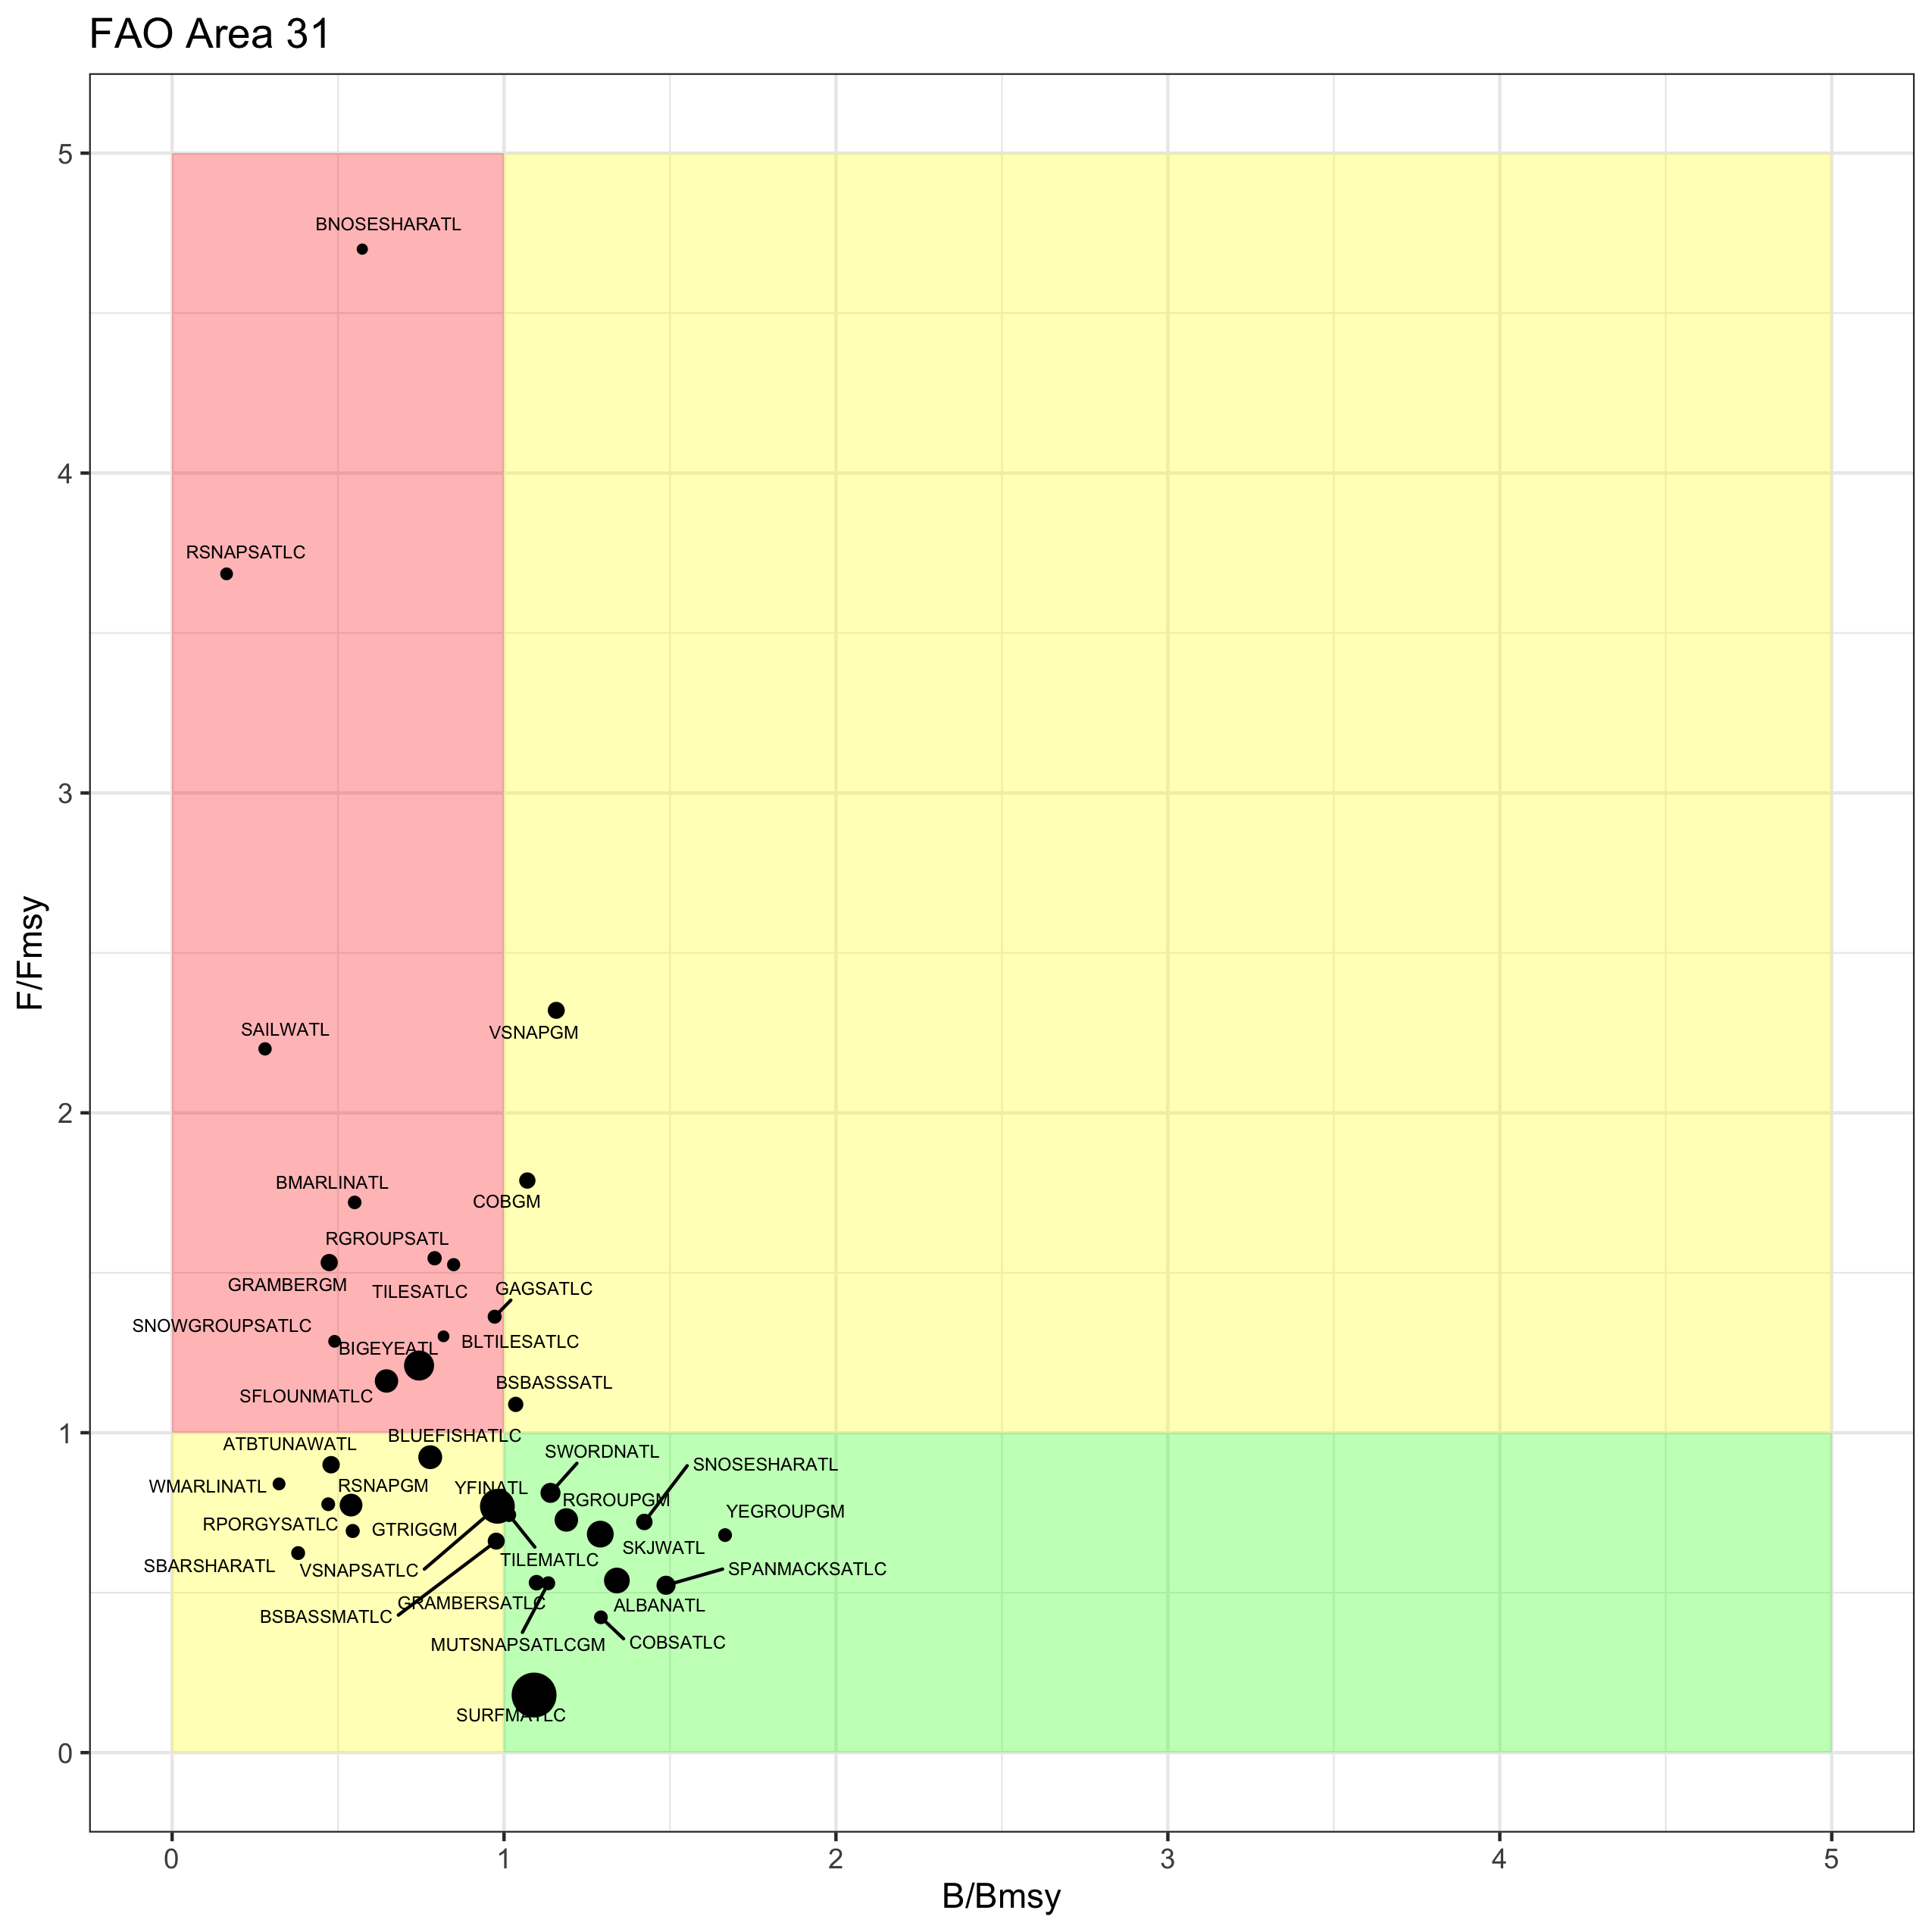 FAO Area 31
5
BNOSESHARATL
4
RSNAPSATLC
3
F/Fmsy
SAILWATL
VSNAPGM
2
BMARLINATL
COBGM
RGROUPSATL
GRAMBERGM
TILESATLC
GAGSATLC
SNOWGROUPSATLC
BLTILESATLC
BIGEYEATL
BSBASSSATL
SFLOUNMATLC
1
BLUEFISHATLC
ATBTUNAWATL
SWORDNATL
SNOSESHARATL
WMARLINATL
RSNAPGM
YFINATL
RGROUPGM
YEGROUPGM
RPORGYSATLC
GTRIGGM
SKJWATL
TILEMATLC
SBARSHARATL
VSNAPSATLC
SPANMACKSATLC
GRAMBERSATLC
ALBANATL
BSBASSMATLC
MUTSNAPSATLCGM
COBSATLC
SURFMATLC
0
0 1 2 3 4 5
B/Bmsy